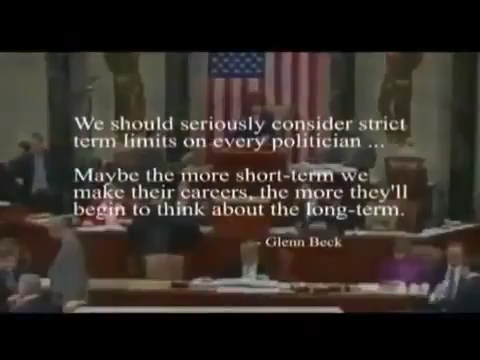 We should seriously consider strict
term limits on every politician ...
Maybe the more short-term we
make their careers, the more they'll
begin to think about the long-term.
- Glenn Beck